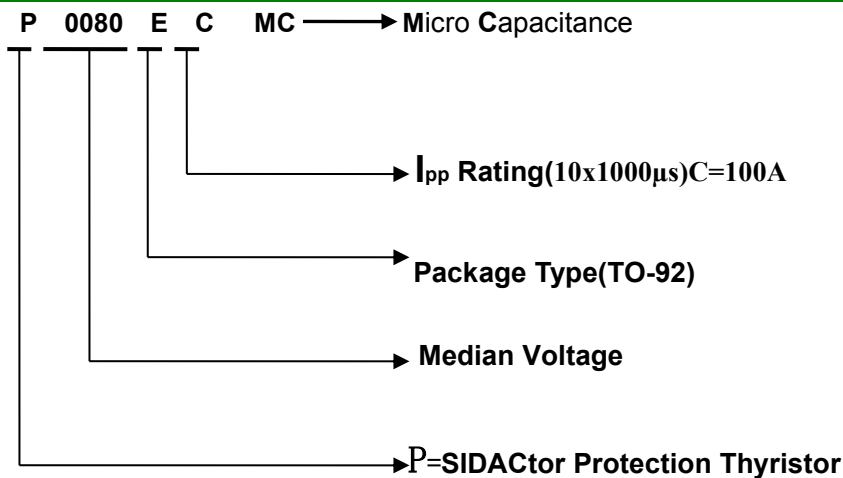 P 0080 E C MC Micro Capacitance
Ipp Rating(10x1000μs)C=100A
Package Type(TO-92)
Median Voltage
P=SIDACtor Protection Thyristor